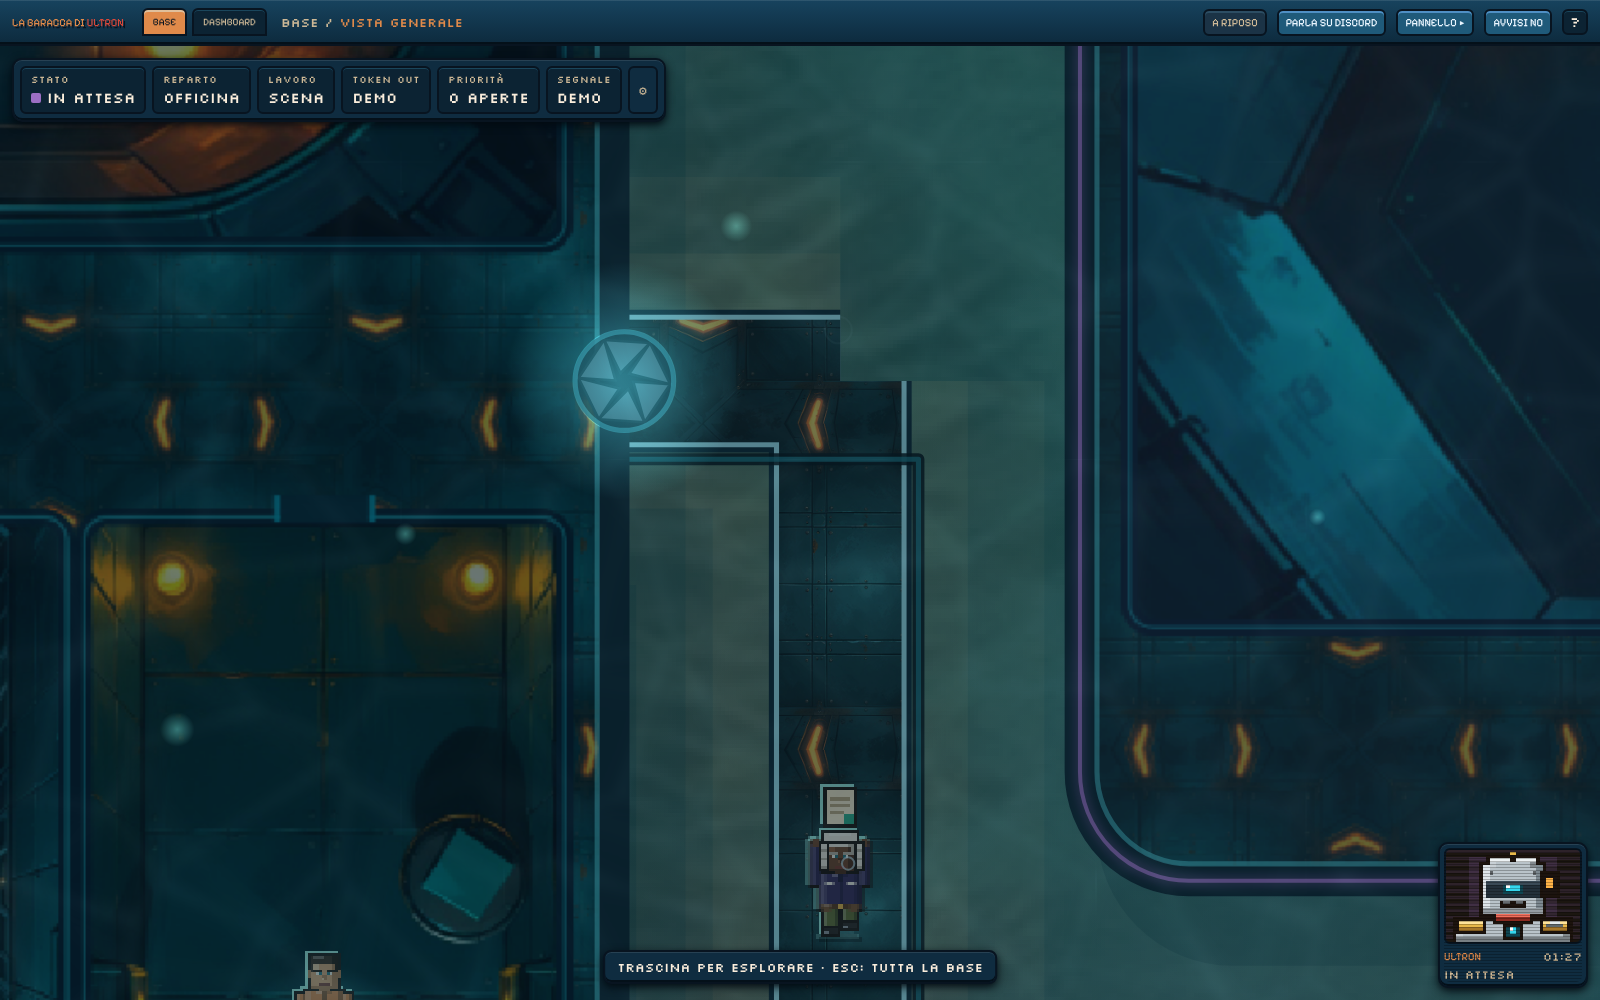 LA BARACCA DI ULTRON
BASE
DASHBOARD
BASE / VISTA GENERALE
A RIPOSO
PARLA SU DISCORD
PANNELLO ▸
AVVISI NO
?
STATO
IN ATTESA
REPARTO
OFFICINA
LAVORO
SCENA
TOKEN OUT
DEMO
PRIORITÀ
0 APERTE
SEGNALE
DEMO
TRASCINA PER ESPLORARE · ESC: TUTTA LA BASE
ULTRON 01:27
IN ATTESA